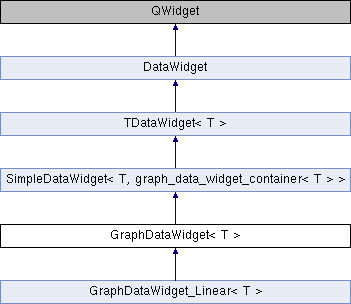 QWidget
DataWidget
TDataWidget< T >
SimpleDataWidget< T, graph_data_widget_container< T > >
GraphDataWidget< T >
GraphDataWidget_Linear< T >